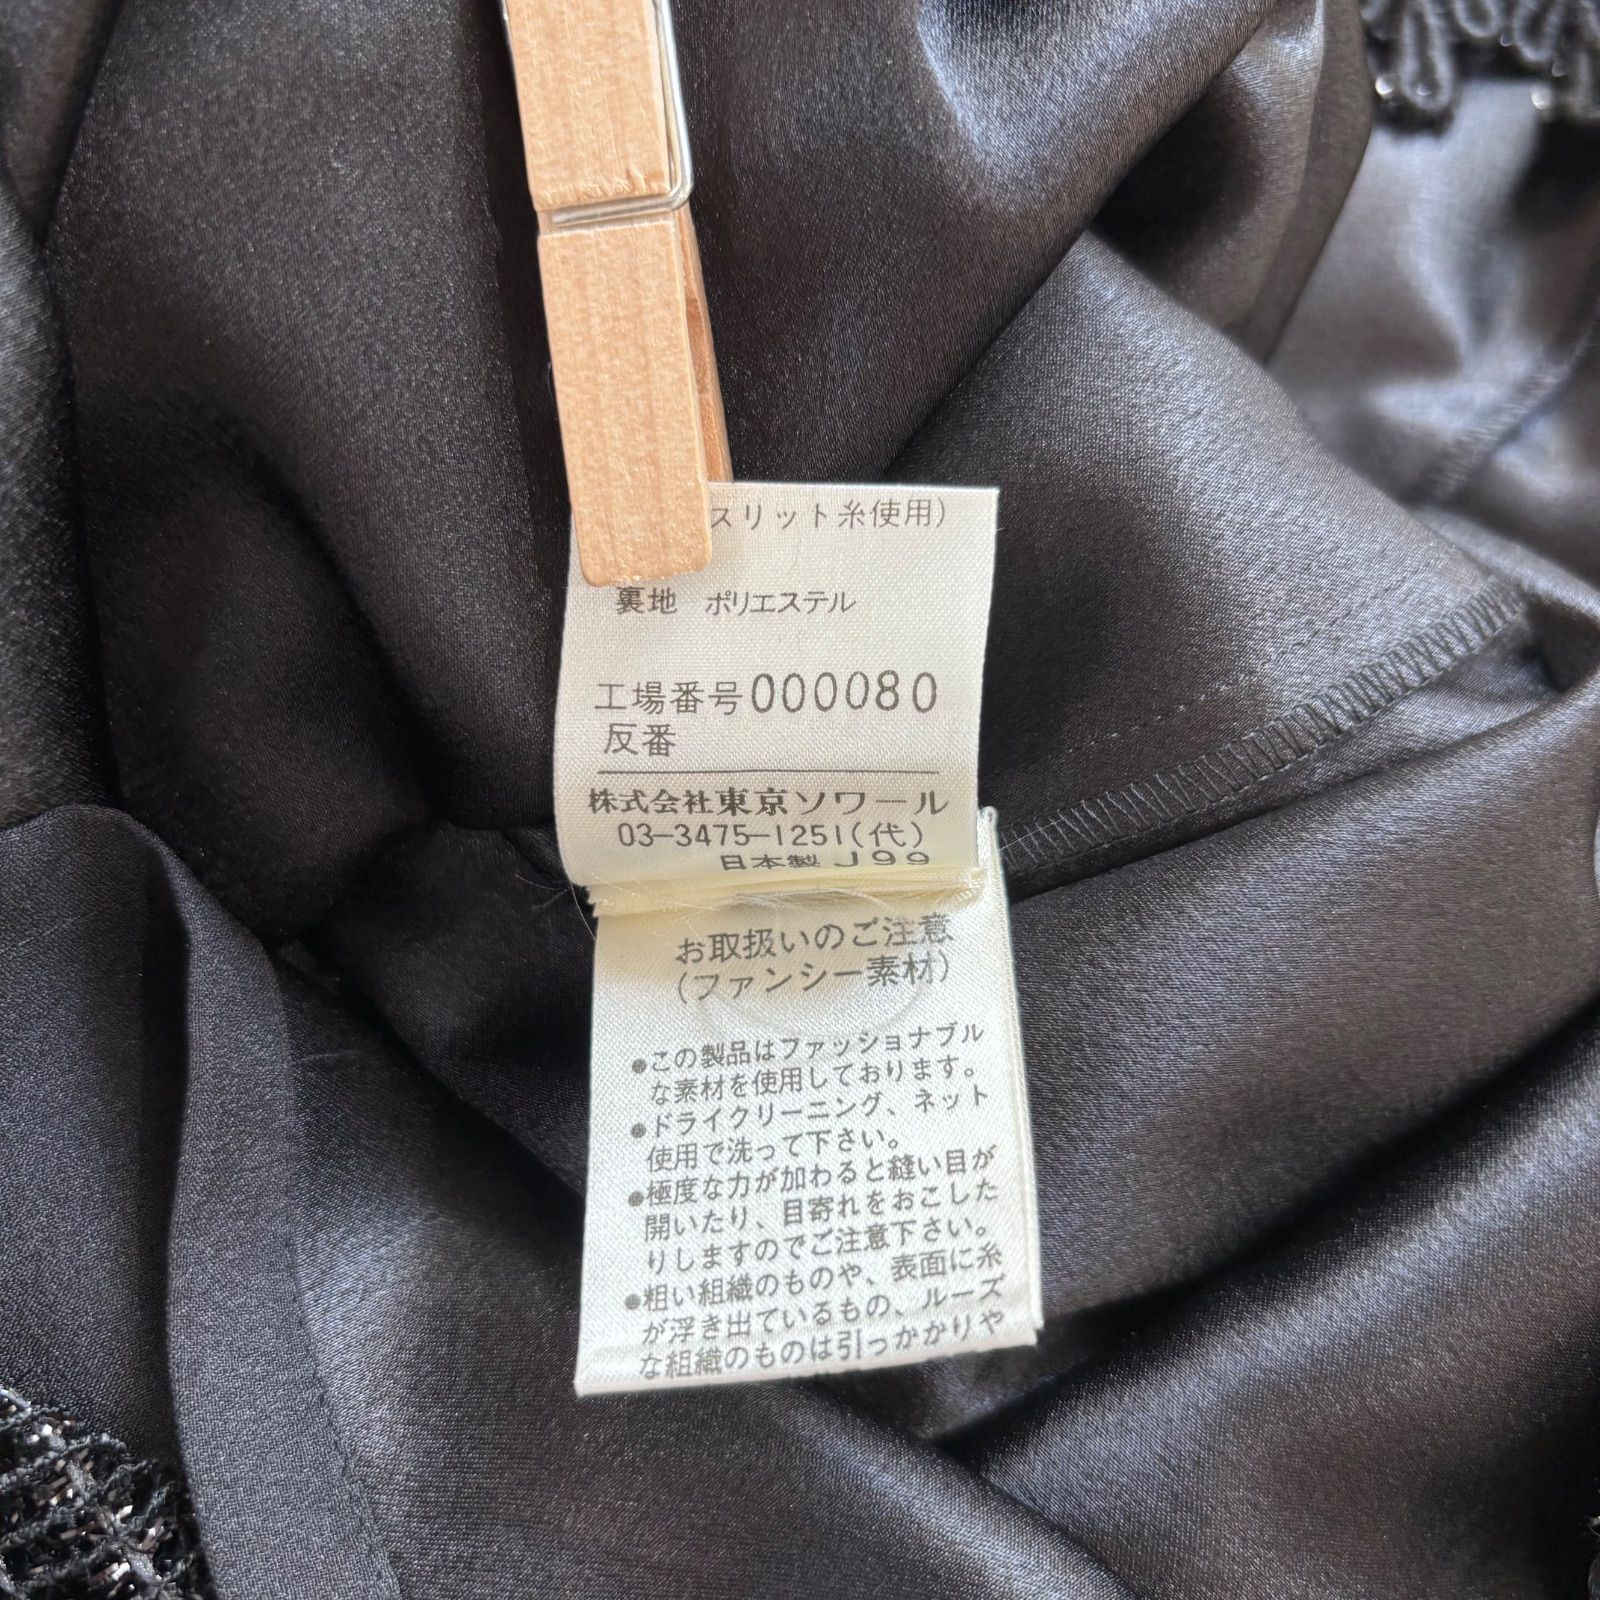 スリット糸使用)
裏地 ポリエステル
工場番号000080
反番
株式会社東京ソワール
03-3475-1251(代)
日本製 J99
お取扱いのご注意
(ファンシー素材)
●この製品はファッショナブル
な素材を使用しております。
●ドライクリーニング、ネット
使用で洗って下さい。
●極度な力が加わると縫い目が
開いたり、目寄れをおこした
りしますのでご注意下さい。
●粗い組織のものや、表面に糸
が浮き出ているもの、ルーズ
な組織のものは引っかかりや